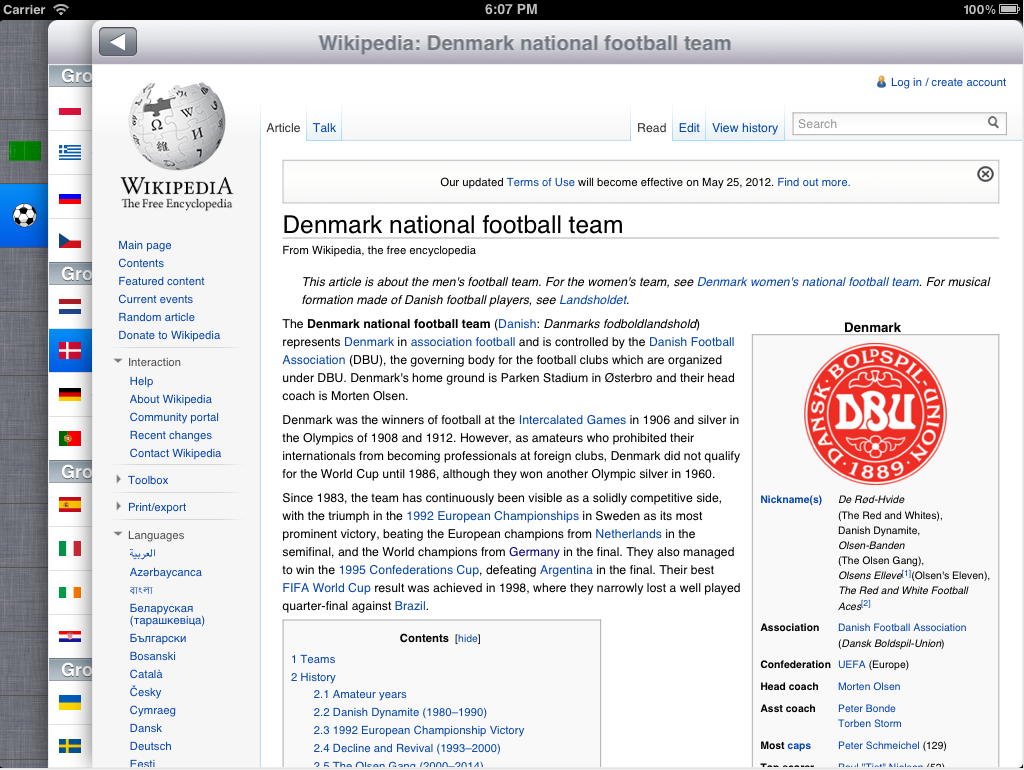 Carrier
6:07 PM
100%
Wikipedia: Denmark national football team
Gro
Gro
Gro
Gro
Ω
W
И
維
WIKIPEDIA
The Free Encyclopedia
Main page
Contents
Featured content
Current events
Random article
Donate to Wikipedia
Interaction
Help
About Wikipedia
Community portal
Recent changes
Contact Wikipedia
Toolbox
Print/export
Languages
العربية
Azərbaycanca
বাংলা
Беларуская
(тарашкевіца)
Български
Bosanski
Català
Česky
Cymraeg
Dansk
Deutsch
Eesti
Log in / create account
Article Talk
Read Edit View history
Search
Our updated Terms of Use will become effective on May 25, 2012. Find out more.
Denmark national football team
From Wikipedia, the free encyclopedia
This article is about the men's football team. For the women's team, see Denmark women's national football team. For musical
formation made of Danish football players, see Landsholdet.
The Denmark national football team (Danish: Danmarks fodboldlandshold)
represents Denmark in association football and is controlled by the Danish Football
Association (DBU), the governing body for the football clubs which are organized
under DBU. Denmark's home ground is Parken Stadium in Østerbro and their head
coach is Morten Olsen.
Denmark was the winners of football at the Intercalated Games in 1906 and silver in
the Olympics of 1908 and 1912. However, as amateurs who prohibited their
internationals from becoming professionals at foreign clubs, Denmark did not qualify
for the World Cup until 1986, although they won another Olympic silver in 1960.
Since 1983, the team has continuously been visible as a solidly competitive side,
with the triumph in the 1992 European Championships in Sweden as its most
prominent victory, beating the European champions from Netherlands in the
semifinal, and the World champions from Germany in the final. They also managed
to win the 1995 Confederations Cup, defeating Argentina in the final. Their best
FIFA World Cup result was achieved in 1998, where they narrowly lost a well played
quarter-final against Brazil.
Contents [hide]
1 Teams
2 History
2.1 Amateur years
2.2 Danish Dynamite (1980–1990)
2.3 1992 European Championship Victory
2.4 Decline and Revival (1993–2000)
2.5 The Olsen Gang (2000–2014)
Denmark
DANSK BOLDSPIL-UNION
DBU
1889
Nickname(s) De Rød-Hvide
(The Red and Whites),
Danish Dynamite,
Olsen-Banden
(The Olsen Gang),
Olsens Elleve[1](Olsen's Eleven),
The Red and White Football
Aces[2]
Association Danish Football Association
(Dansk Boldspil-Union)
Confederation UEFA (Europe)
Head coach Morten Olsen
Asst coach Peter Bonde
Torben Storm
Most caps Peter Schmeichel (129)
Top scorer Poul "Tist" Nielsen (52)